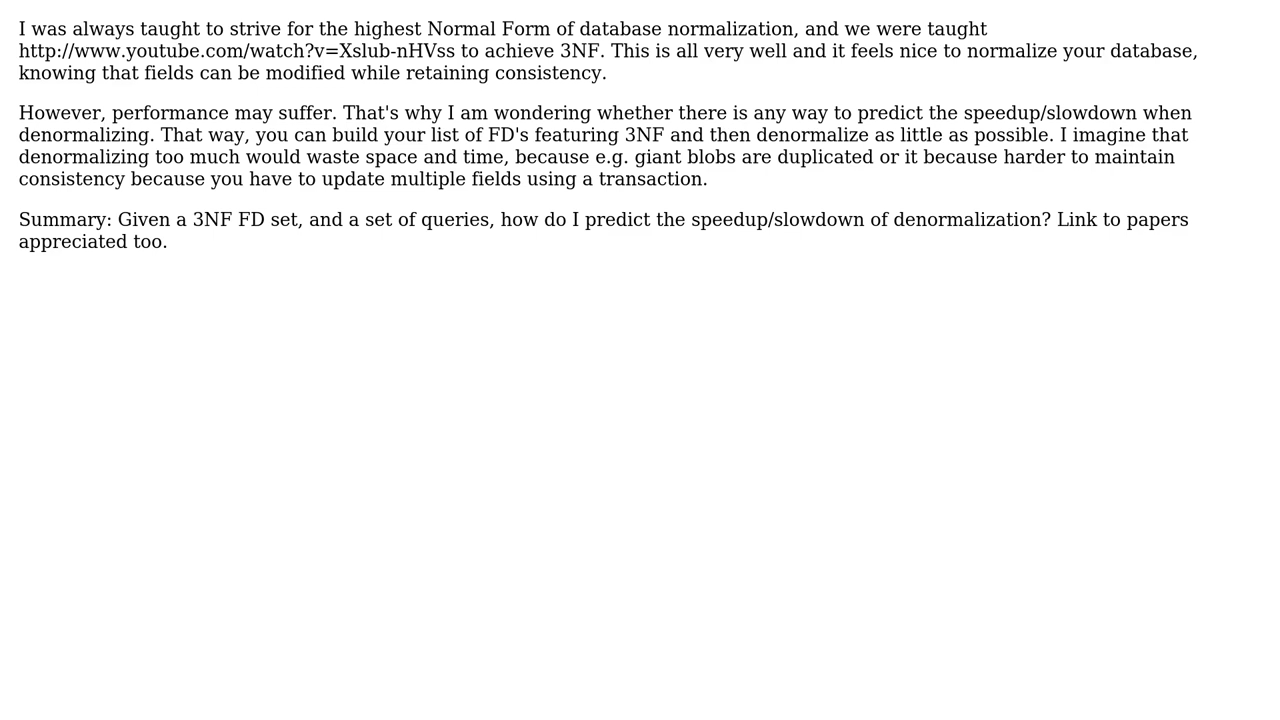 I was always taught to strive for the highest Normal Form of database normalization, and we were taught
http://www.youtube.com/watch?v=Xslub-nHVss to achieve 3NF. This is all very well and it feels nice to normalize your database,
knowing that fields can be modified while retaining consistency.
However, performance may suffer. That's why I am wondering whether there is any way to predict the speedup/slowdown when
denormalizing. That way, you can build your list of FD's featuring 3NF and then denormalize as little as possible. I imagine that
denormalizing too much would waste space and time, because e.g. giant blobs are duplicated or it because harder to maintain
consistency because you have to update multiple fields using a transaction.
Summary: Given a 3NF FD set, and a set of queries, how do I predict the speedup/slowdown of denormalization? Link to papers
appreciated too.